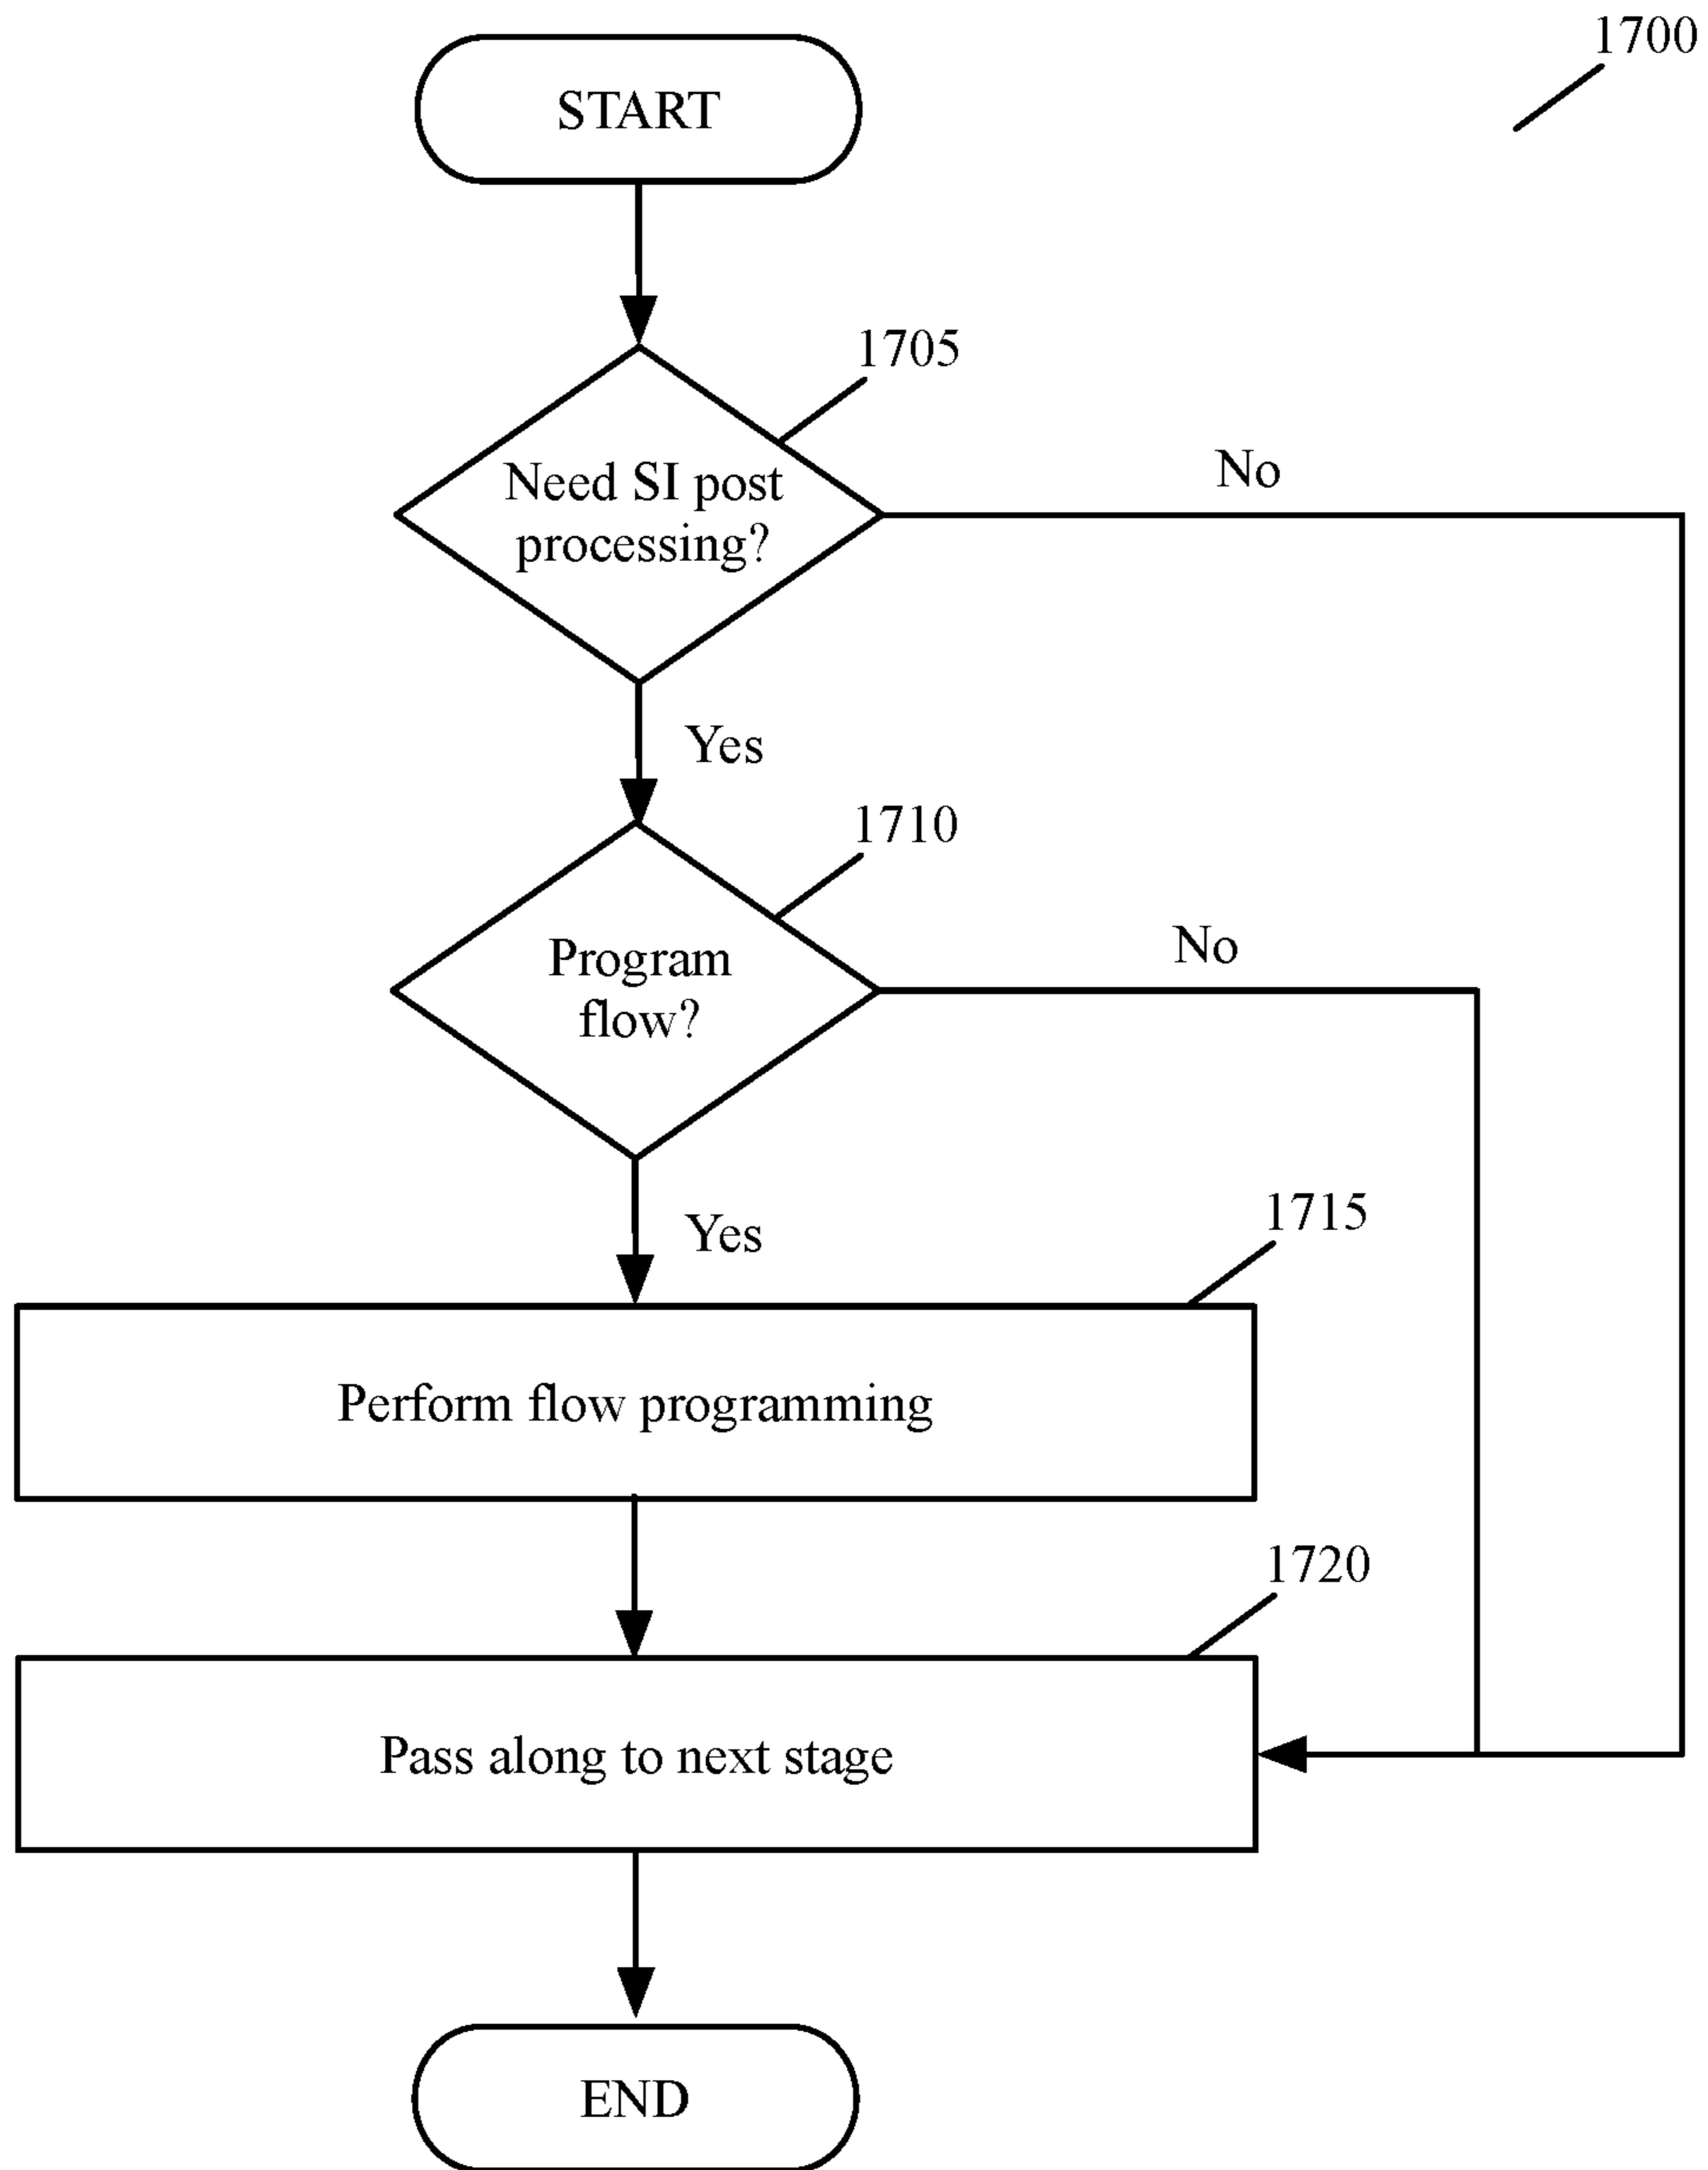 1700
START
1705
Need SI post
processing?
No
Yes
1710
Program
flow?
No
Yes
1715
Perform flow programming
1720
Pass along to next stage
END